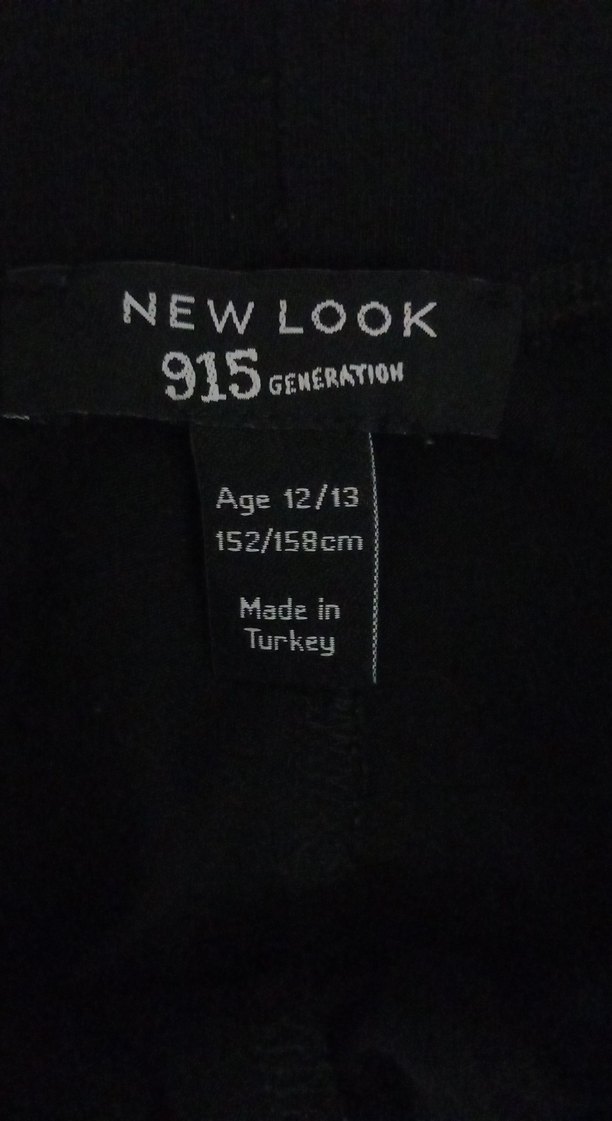 NEW LOOK
915 GENERATION
Age 12/13
152/158cm
Made in
Turkey